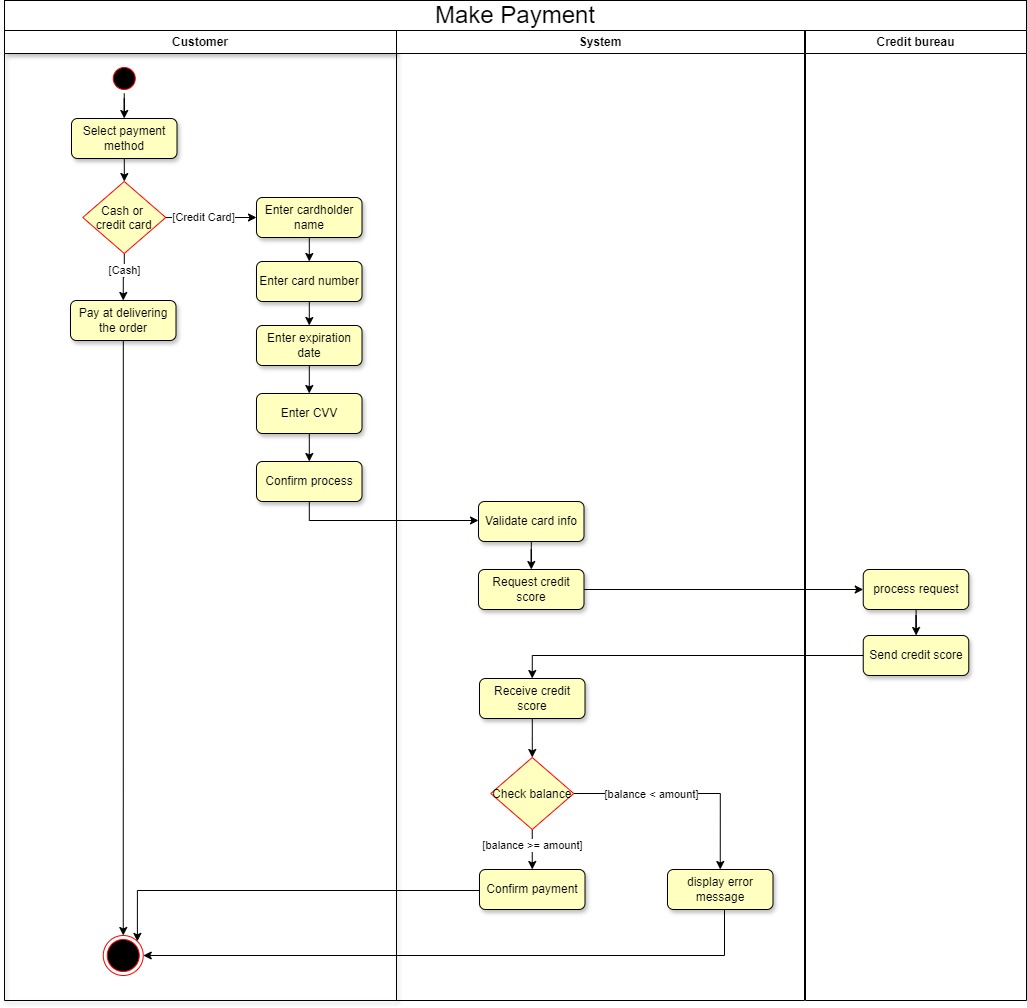 Make Payment
Customer
System
Credit bureau
Select payment
method
Cash or
credit card
[Credit Card]
Enter cardholder
name
[Cash]
Enter card number
Pay at delivering
the order
Enter expiration
date
Enter CVV
Confirm process
Validate card info
Request credit
score
process request
Send credit score
Receive credit
score
Check balance
[balance < amount]
[balance >= amount]
Confirm payment
display error
message